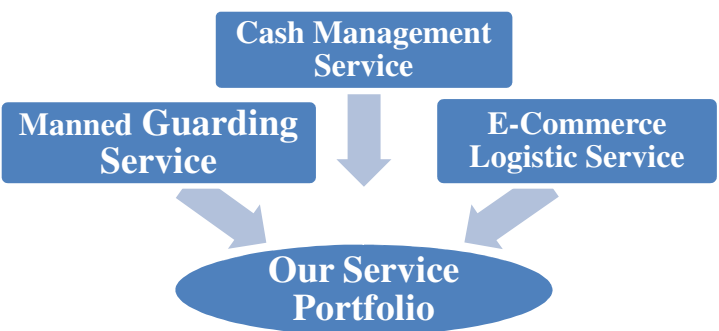 Cash Management
Service
Manned Guarding
Service
E-Commerce
Logistic Service
Our Service
Portfolio